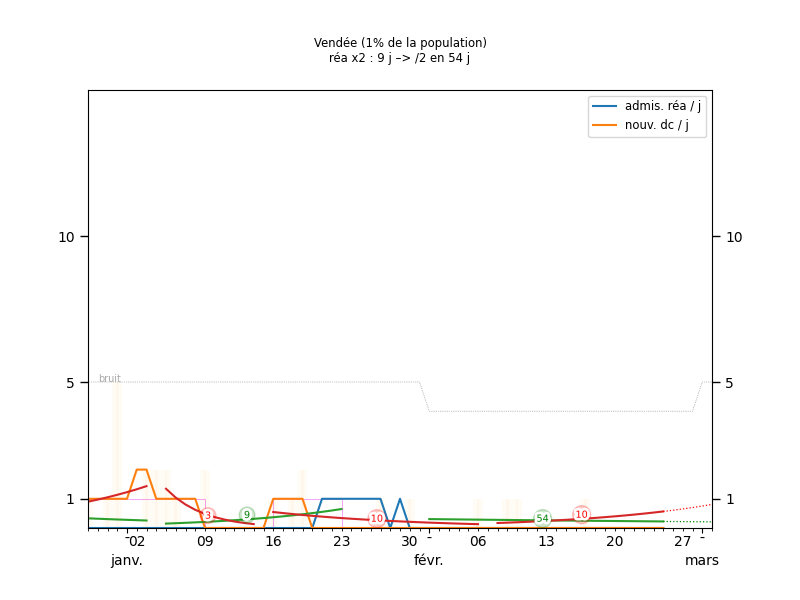 Vendée (1% de la population)
réa x2 : 9 j –> /2 en 54 j
admis. réa / j
nouv. dc / j
10
10
bruit
5
5
1
1
3
9
10
54
10
02
09
16
23
30
06
13
20
27
janv.
févr.
mars